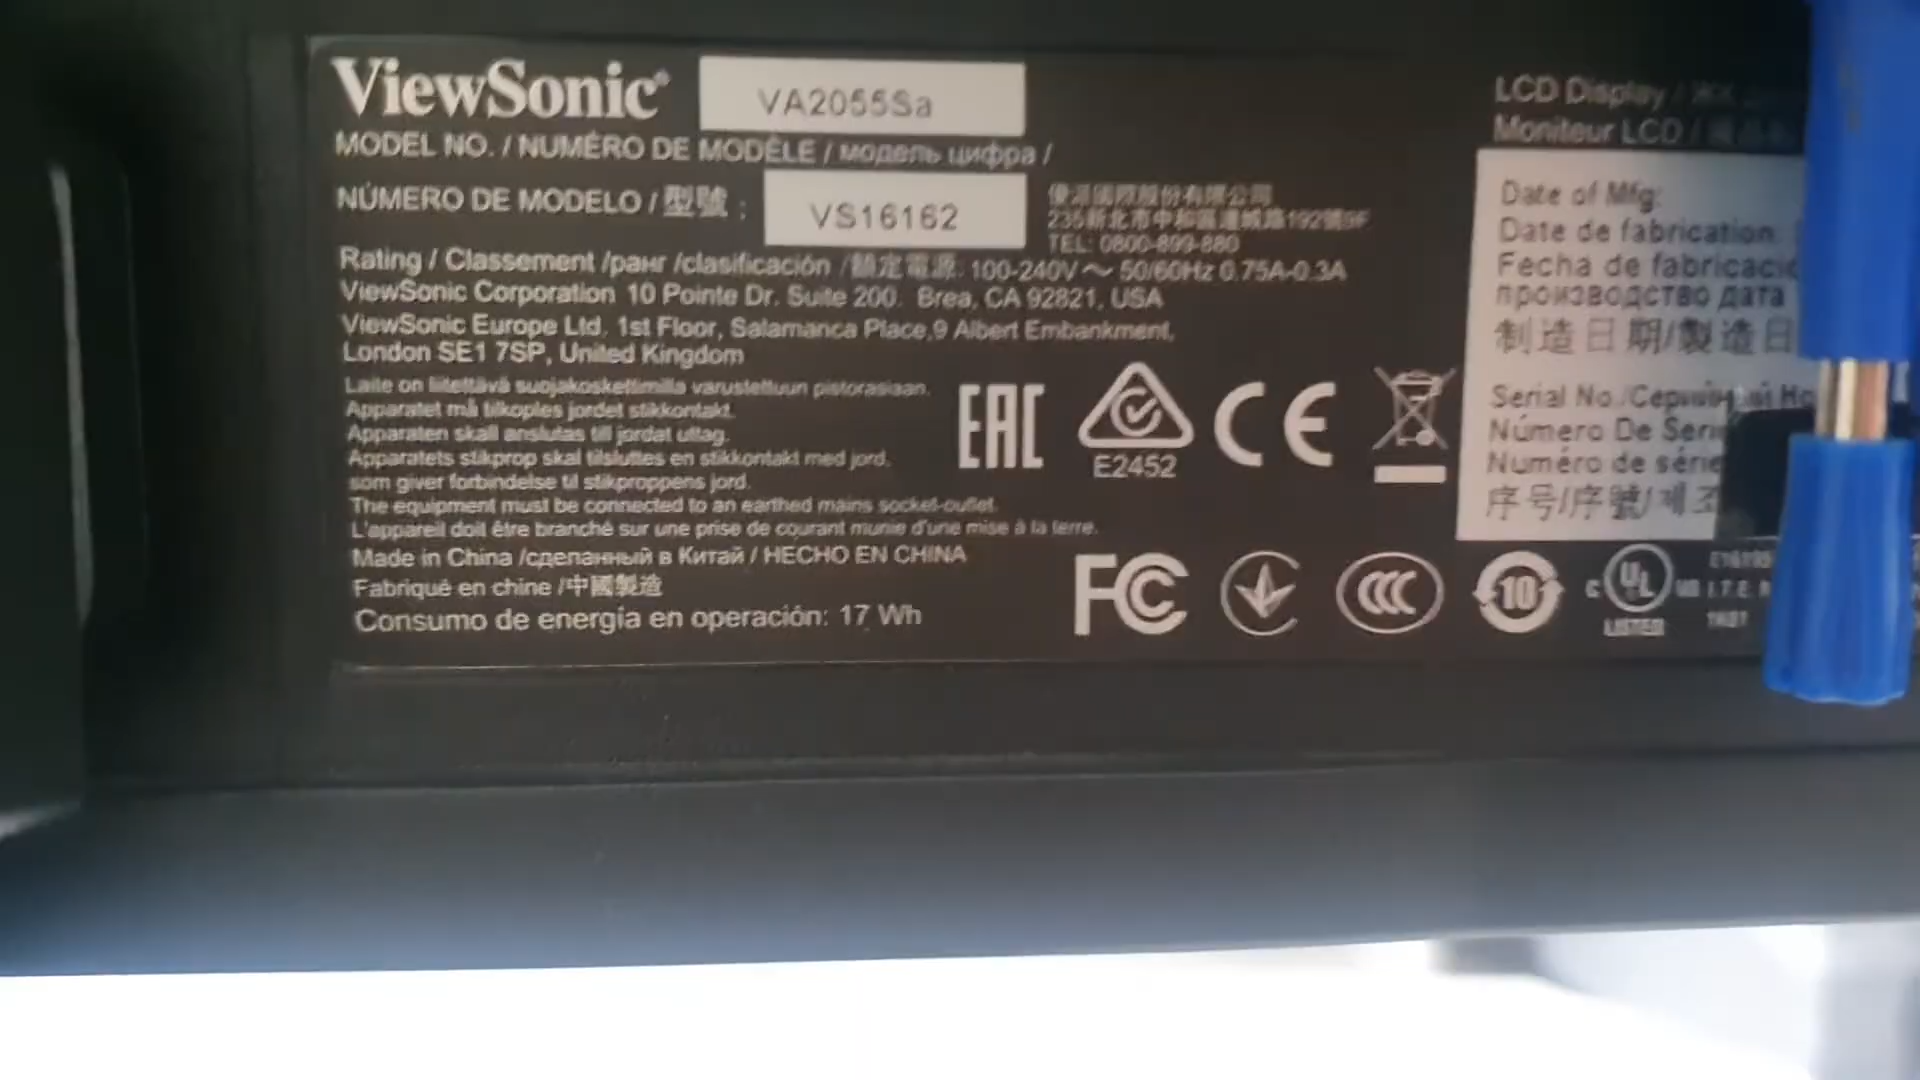 ViewSonic® VA2055Sa
MODEL NO. / NUMÉRO DE MODÈLE / модель цифра /
NÚMERO DE MODELO / 型號 : VS16162
優派國際股份有限公司
235新北市中和區連城路192號9F
TEL: 0800-899-880
Rating / Classement /ранг /clasificación /額定電源: 100-240V～ 50/60Hz 0.75A-0.3A
ViewSonic Corporation 10 Pointe Dr. Suite 200. Brea, CA 92821, USA
ViewSonic Europe Ltd. 1st Floor, Salamanca Place,9 Albert Embankment,
London SE1 7SP, United Kingdom
Laite on liitettävä suojakoskettimilla varustettuun pistorasiaan.
Apparatet må tilkoples jordet stikkontakt.
Apparaten skall anslutas till jordat uttag.
Apparatets stikprop skal tilsluttes en stikkontakt med jord,
som giver forbindelse til stikproppens jord.
The equipment must be connected to an earthed mains socket-outlet.
L'appareil doit être branché sur une prise de courant munie d'une mise à la terre.
Made in China /сделанный в Китай / HECHO EN CHINA
Fabriqué en chine /中國製造
Consumo de energía en operación: 17 Wh
EAC
E2452
CE
FC
CCC
10
c UL us
LISTED
I.T.E.
LCD Display /
Moniteur LCD /
Date of Mfg:
Date de fabrication:
Fecha de fabricació
производство дата
制造日期/製造日
Serial No./Серийный Но
Número De Serie
Numéro de série
序号/序號/제조